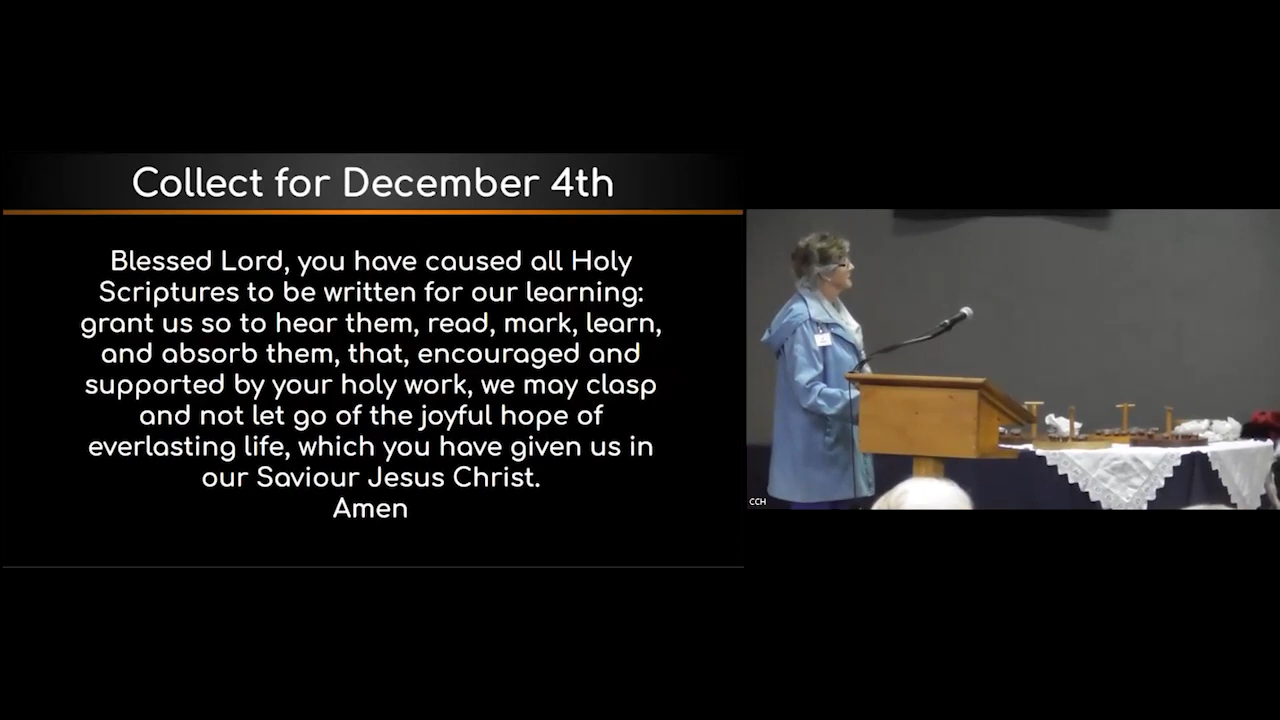 Collect for December 4th
Blessed Lord, you have caused all Holy
Scriptures to be written for our learning:
grant us so to hear them, read, mark, learn,
and absorb them, that, encouraged and
supported by your holy work, we may clasp
and not let go of the joyful hope of
everlasting life, which you have given us in
our Saviour Jesus Christ.
Amen
CCH